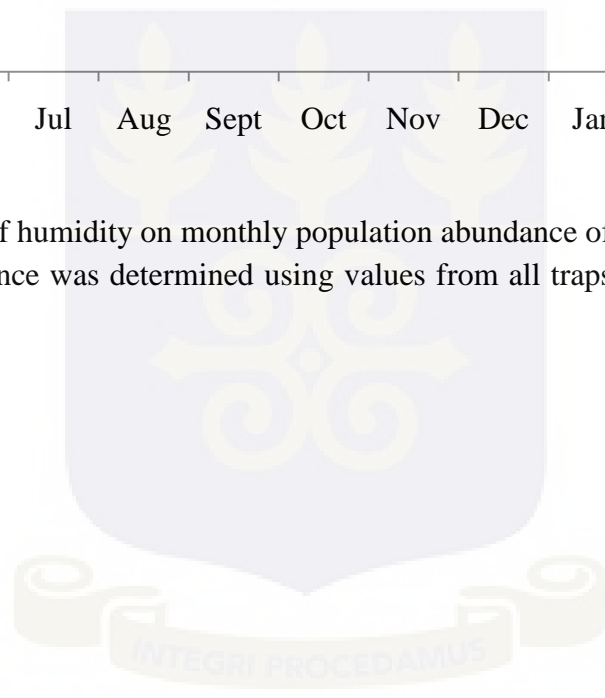 Jul Aug Sept Oct Nov Dec Jan
f humidity on monthly population abundance of
nce was determined using values from all traps
INTEGRI PROCEDAMUS